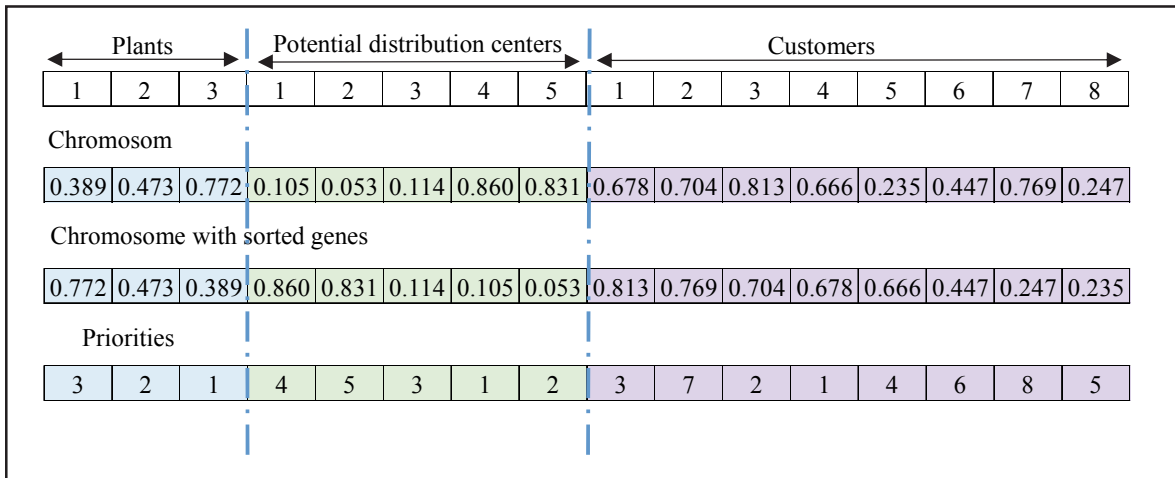 Plants Potential distribution centers Customers
1 2 3 1 2 3 4 5 1 2 3 4 5 6 7 8
Chromosom
0.389 0.473 0.772 0.105 0.053 0.114 0.860 0.831 0.678 0.704 0.813 0.666 0.235 0.447 0.769 0.247
Chromosome with sorted genes
0.772 0.473 0.389 0.860 0.831 0.114 0.105 0.053 0.813 0.769 0.704 0.678 0.666 0.447 0.247 0.235
Priorities
3 2 1 4 5 3 1 2 3 7 2 1 4 6 8 5